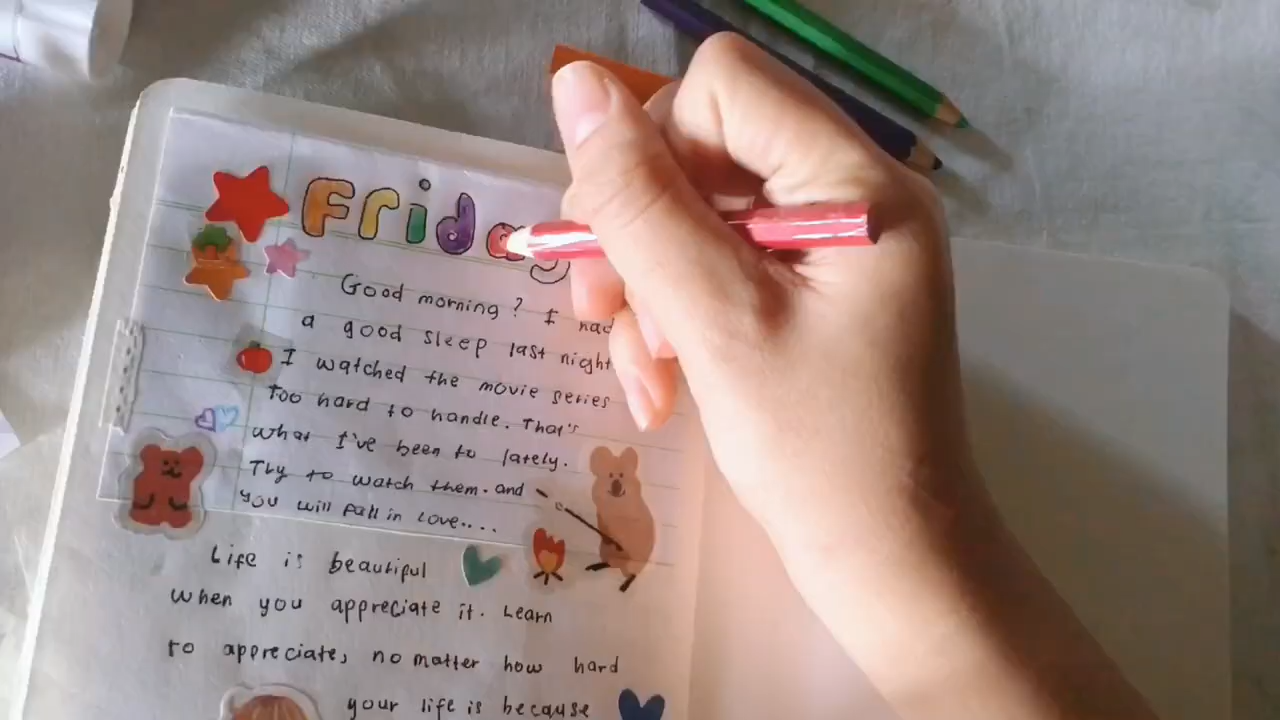 Friday
Good morning? I had
a good sleep last night
I watched the movie series
Too hard to handle. That's
what I've been to lately.
Try to watch them. and
you will fall in love....
Life is beautiful
when you appreciate it. Learn
to appreciate, no matter how hard
your life is because